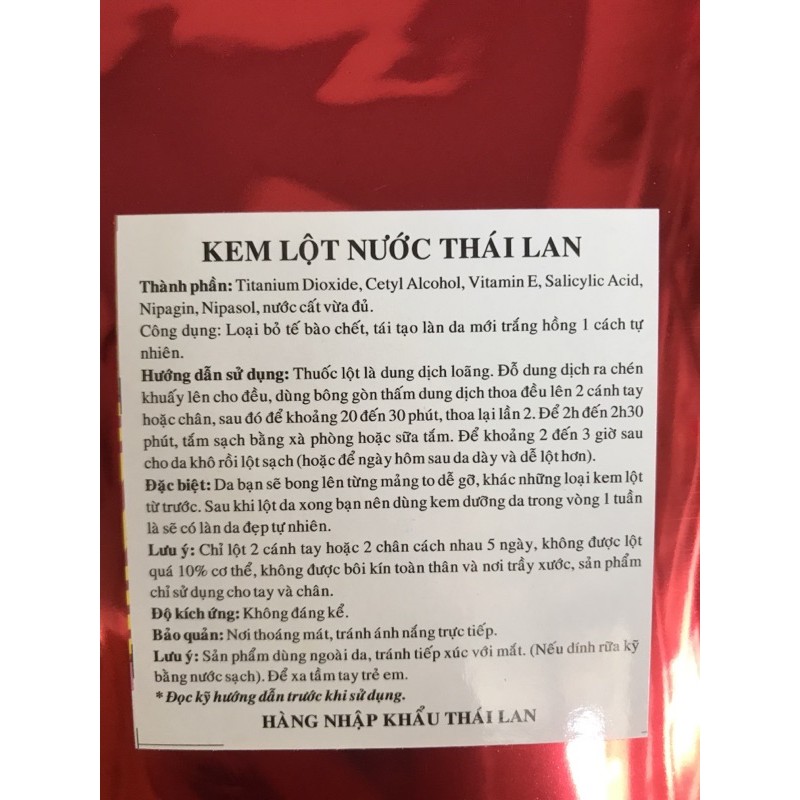 KEM LỘT NƯỚC THÁI LAN
Thành phần: Titanium Dioxide, Cetyl Alcohol, Vitamin E, Salicylic Acid,
Nipagin, Nipasol, nước cất vừa đủ.
Công dụng: Loại bỏ tế bào chết, tái tạo làn da mới trắng hồng 1 cách tự
nhiên.
Hướng dẫn sử dụng: Thuốc lột là dung dịch loãng. Đỗ dung dịch ra chén
khuấy lên cho đều, dùng bông gòn thấm dung dịch thoa đều lên 2 cánh tay
hoặc chân, sau đó để khoảng 20 đến 30 phút, thoa lại lần 2. Để 2h đến 2h30
phút, tắm sạch bằng xà phòng hoặc sữa tắm. Để khoảng 2 đến 3 giờ sau
cho da khô rồi lột sạch (hoặc để ngày hôm sau da dày và dễ lột hơn).
Đặc biệt: Da bạn sẽ bong lên từng mảng to dễ gỡ, khác những loại kem lột
từ trước. Sau khi lột da xong bạn nên dùng kem dưỡng da trong vòng 1 tuần
là sẽ có làn da đẹp tự nhiên.
Lưu ý: Chỉ lột 2 cánh tay hoặc 2 chân cách nhau 5 ngày, không được lột
quá 10% cơ thể, không được bôi kín toàn thân và nơi trầy xước, sản phẩm
chỉ sử dụng cho tay và chân.
Độ kích ứng: Không đáng kể.
Bảo quản: Nơi thoáng mát, tránh ánh nắng trực tiếp.
Lưu ý: Sản phẩm dùng ngoài da, tránh tiếp xúc với mắt. (Nếu dính rữa kỹ
bằng nước sạch). Để xa tầm tay trẻ em.
* Đọc kỹ hướng dẫn trước khi sử dụng.
HÀNG NHẬP KHẨU THÁI LAN